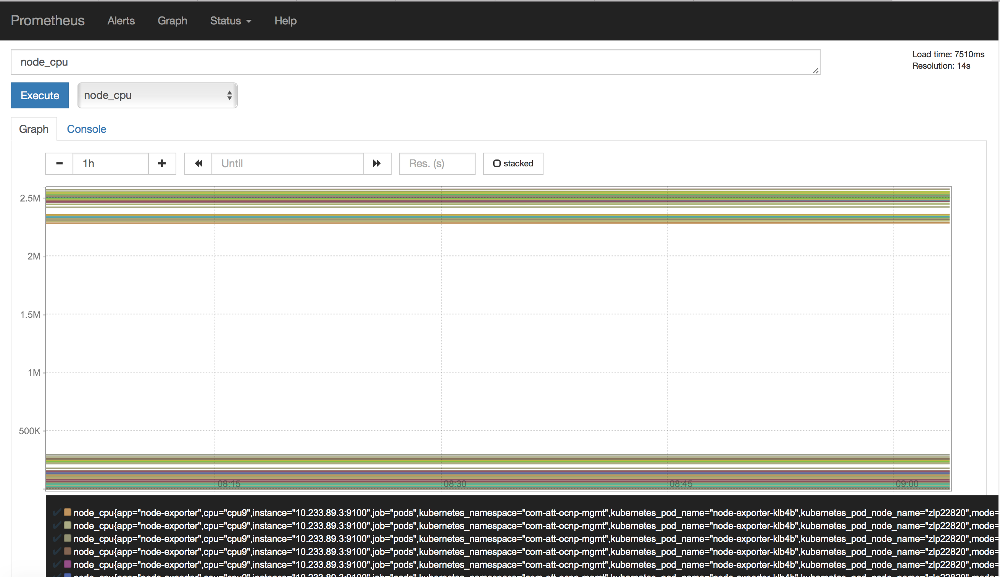 Prometheus Alerts Graph Status Help
node_cpu
Load time: 7510ms
Resolution: 14s
Execute node_cpu
Graph Console
1h Until Res. (s) stacked
2.5M
2M
1.5M
1M
500K
08:15 08:30 08:45 09:00
node_cpu{app="node-exporter",cpu="cpu9",instance="10.233.89.3:9100",job="pods",kubernetes_namespace="com-att-ocnp-mgmt",kubernetes_pod_name="node-exporter-klb4b",kubernetes_pod_node_name="zlp22820",mode=
node_cpu{app="node-exporter",cpu="cpu9",instance="10.233.89.3:9100",job="pods",kubernetes_namespace="com-att-ocnp-mgmt",kubernetes_pod_name="node-exporter-klb4b",kubernetes_pod_node_name="zlp22820",mode=
node_cpu{app="node-exporter",cpu="cpu9",instance="10.233.89.3:9100",job="pods",kubernetes_namespace="com-att-ocnp-mgmt",kubernetes_pod_name="node-exporter-klb4b",kubernetes_pod_node_name="zlp22820",mode=
node_cpu{app="node-exporter",cpu="cpu9",instance="10.233.89.3:9100",job="pods",kubernetes_namespace="com-att-ocnp-mgmt",kubernetes_pod_name="node-exporter-klb4b",kubernetes_pod_node_name="zlp22820",mode=
node_cpu{app="node-exporter",cpu="cpu9",instance="10.233.89.3:9100",job="pods",kubernetes_namespace="com-att-ocnp-mgmt",kubernetes_pod_name="node-exporter-klb4b",kubernetes_pod_node_name="zlp22820",mode=